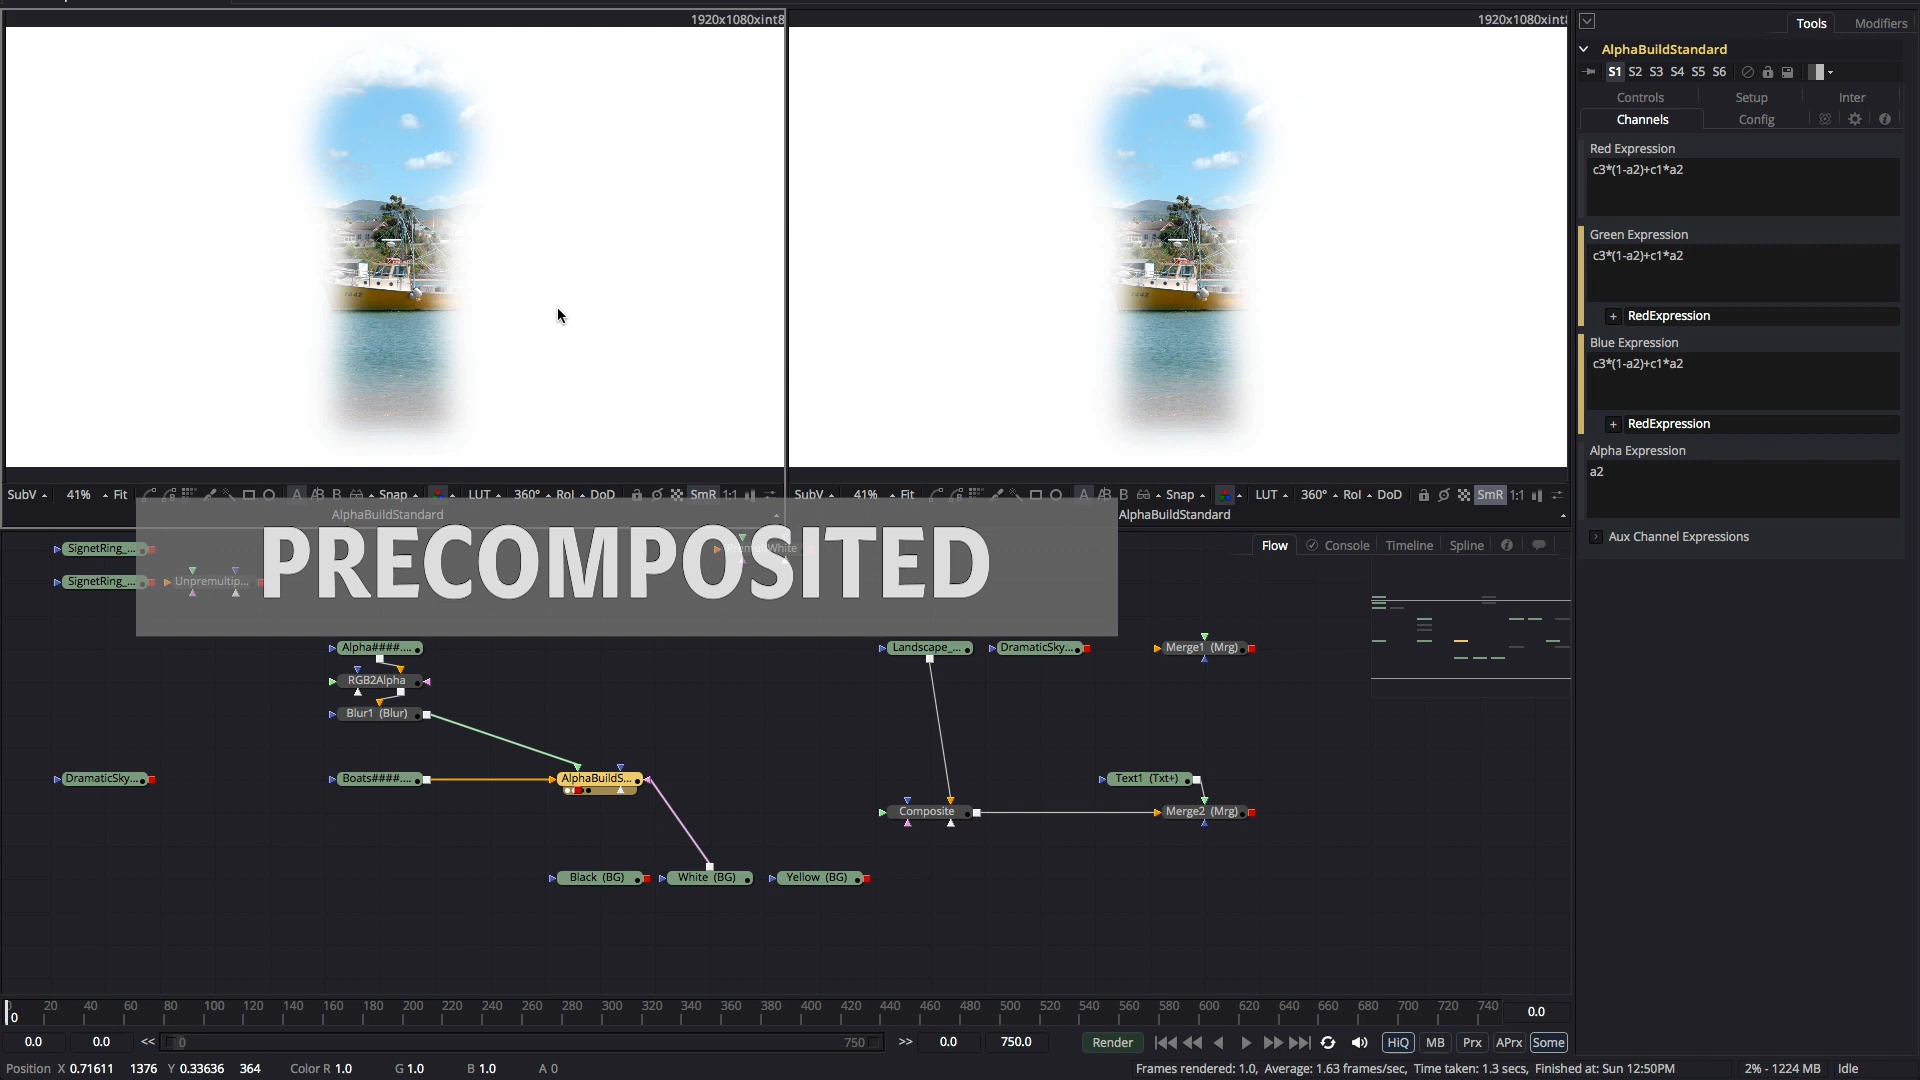 1920x1080xint8
1920x1080xint
Tools
Modifiers
AlphaBuildStandard
S1 S2 S3 S4 S5 S6
Controls
Setup
Inter
Channels
Config
Red Expression
c3*(1-a2)+c1*a2
Green Expression
c3*(1-a2)+c1*a2
+ RedExpression
Blue Expression
c3*(1-a2)+c1*a2
+ RedExpression
Alpha Expression
a2
Aux Channel Expressions
SubV 41% Fit A B Snap LUT 360° RoI DoD SmR 1:1
SubV 41% Fit A B Snap LUT 360° RoI DoD SmR 1:1
AlphaBuildStandard
AlphaBuildStandard
PRECOMPOSITED
Flow Console Timeline Spline
SignetRing_...
SignetRing_...
Unpremultip...
Alpha####....
RGB2Alpha
Blur1 (Blur)
Landscape_...
DramaticSky...
Merge1 (Mrg)
DramaticSky...
Boats####....
AlphaBuildS...
Text1 (Txt+)
Composite
Merge2 (Mrg)
Black (BG)
White (BG)
Yellow (BG)
20 40 60 80 100 120 140 160 180 200 220 240 260 280 300 320 340 360 380 400 420 440 460 480 500 520 540 560 580 600 620 640 660 680 700 720 740
0
0.0
0.0 0.0 << 0 750 >> 0.0 750.0 Render HiQ MB Prx APrx Some
Position X 0.71611 1376 Y 0.33636 364 Color R 1.0 G 1.0 B 1.0 A 0
Frames rendered: 1.0, Average: 1.63 frames/sec, Time taken: 1.3 secs, Finished at: Sun 12:50PM
2% - 1224 MB
Idle